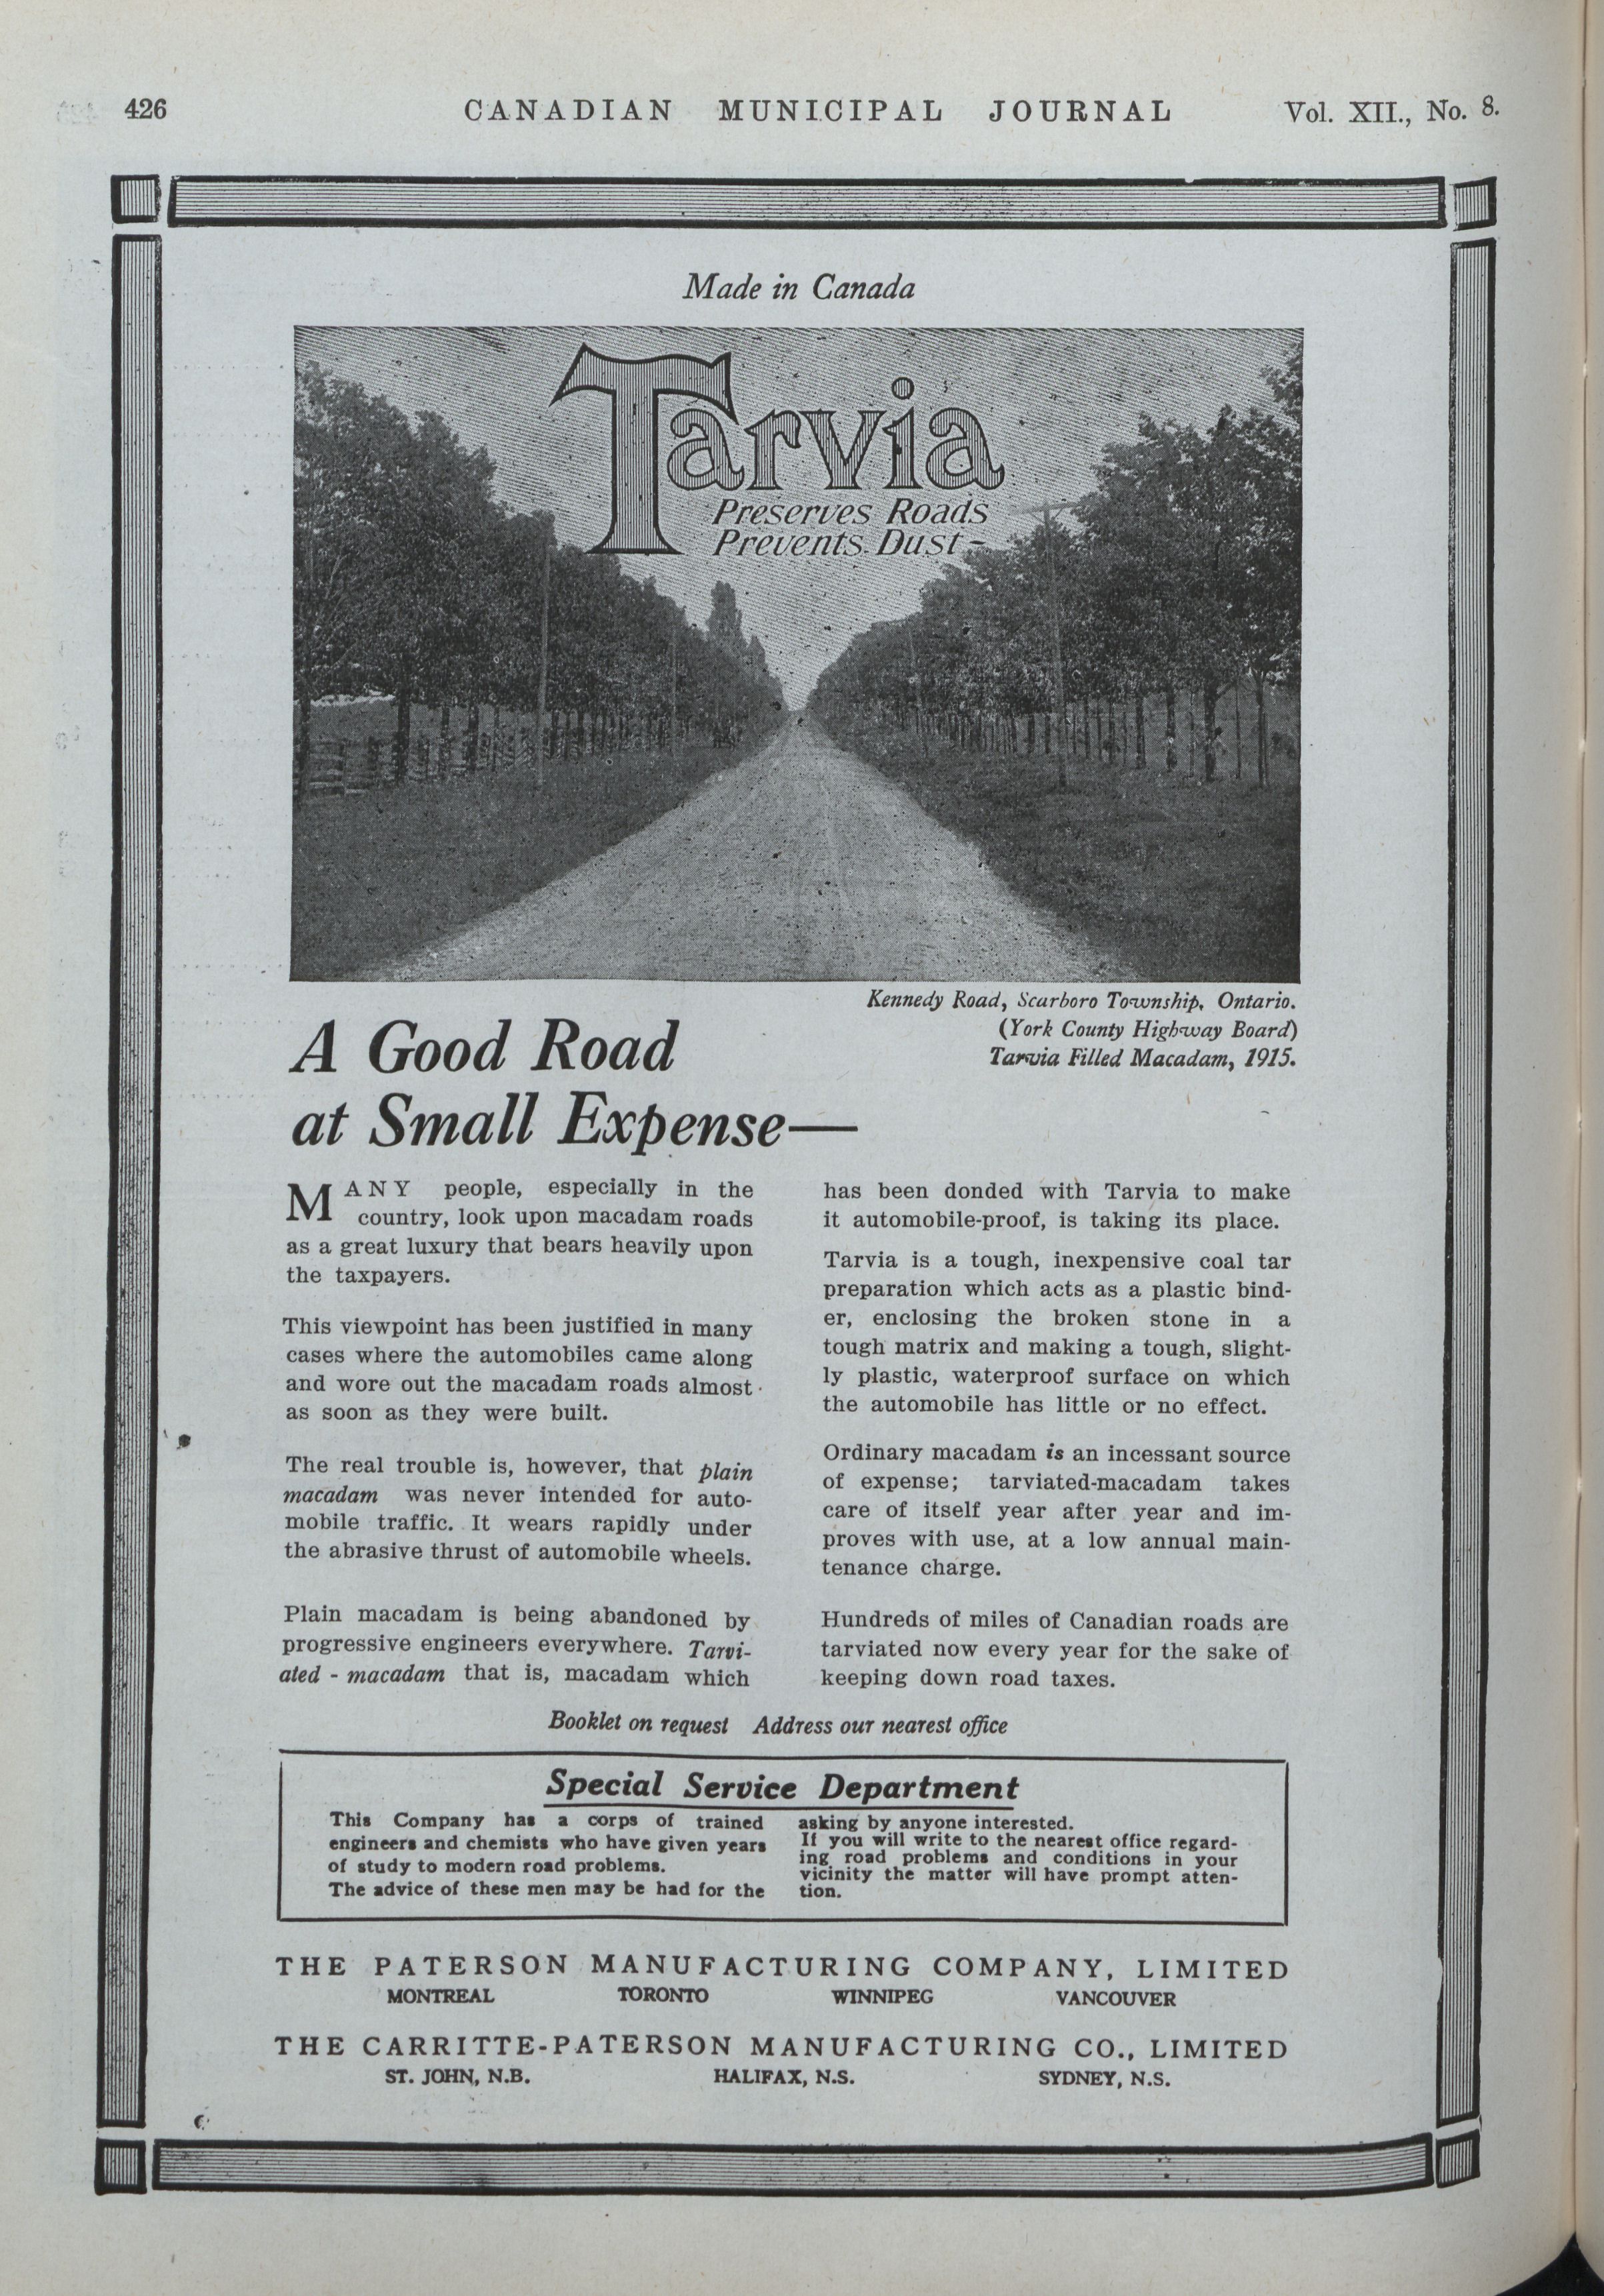 426
CANADIAN MUNICIPAL JOURNAL
Vol. XII., No. 8.
Made in Canada
Tarvia
Preserves Roads
Prevents Dust-
Kennedy Road, Scarboro Township, Ontario.
(York County Highway Board)
Tarvia Filled Macadam, 1915.
A Good Road
at Small Expense—
MANY people, especially in the
country, look upon macadam roads
as a great luxury that bears heavily upon
the taxpayers.
This viewpoint has been justified in many
cases where the automobiles came along
and wore out the macadam roads almost
as soon as they were built.
The real trouble is, however, that plain
macadam was never intended for auto-
mobile traffic. It wears rapidly under
the abrasive thrust of automobile wheels.
Plain macadam is being abandoned by
progressive engineers everywhere. Tarvi-
ated - macadam that is, macadam which
has been donded with Tarvia to make
it automobile-proof, is taking its place.
Tarvia is a tough, inexpensive coal tar
preparation which acts as a plastic bind-
er, enclosing the broken stone in a
tough matrix and making a tough, slight-
ly plastic, waterproof surface on which
the automobile has little or no effect.
Ordinary macadam is an incessant source
of expense; tarviated-macadam takes
care of itself year after year and im-
proves with use, at a low annual main-
tenance charge.
Hundreds of miles of Canadian roads are
tarviated now every year for the sake of
keeping down road taxes.
Booklet on request Address our nearest office
Special Service Department
This Company has a corps of trained
engineers and chemists who have given years
of study to modern road problems.
The advice of these men may be had for the
asking by anyone interested.
If you will write to the nearest office regard-
ing road problems and conditions in your
vicinity the matter will have prompt atten-
tion.
THE PATERSON MANUFACTURING COMPANY, LIMITED
MONTREAL TORONTO WINNIPEG VANCOUVER
THE CARRITTE-PATERSON MANUFACTURING CO., LIMITED
ST. JOHN, N.B. HALIFAX, N.S. SYDNEY, N.S.